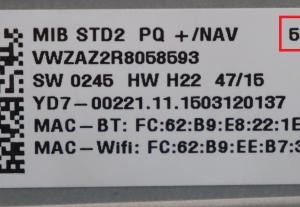 MIB STD2 PQ +/NAV 5
VWZAZ2R8058593
SW 0245 HW H22 47/15
YD7-00221.11.1503120137
MAC-BT: FC:62:B9:E8:22:1E
MAC-Wifi: FC:62:B9:EE:B7:3